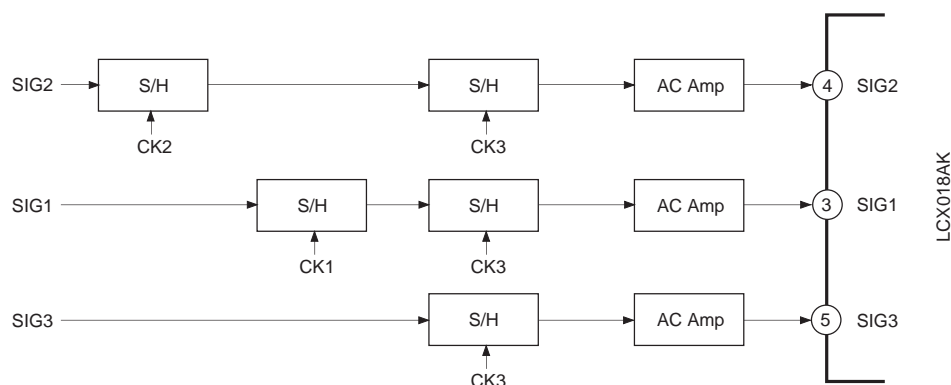 SIG2 S/H S/H AC Amp 4 SIG2
CK2 CK3
SIG1 S/H S/H AC Amp 3 SIG1
CK1 CK3
SIG3 S/H AC Amp 5 SIG3
CK3
LCX018AK